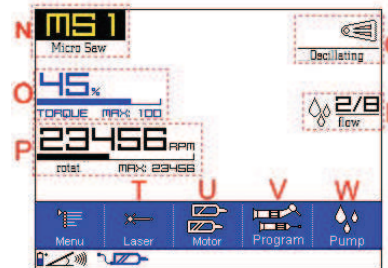 N MS 1
Micro Saw
Oscillating
O 45%
TORQUE MAX: 100
2/8
flow
P 23456 RPM
rotat MAX: 23456
T U V W
Menu Laser Motor Program Pump